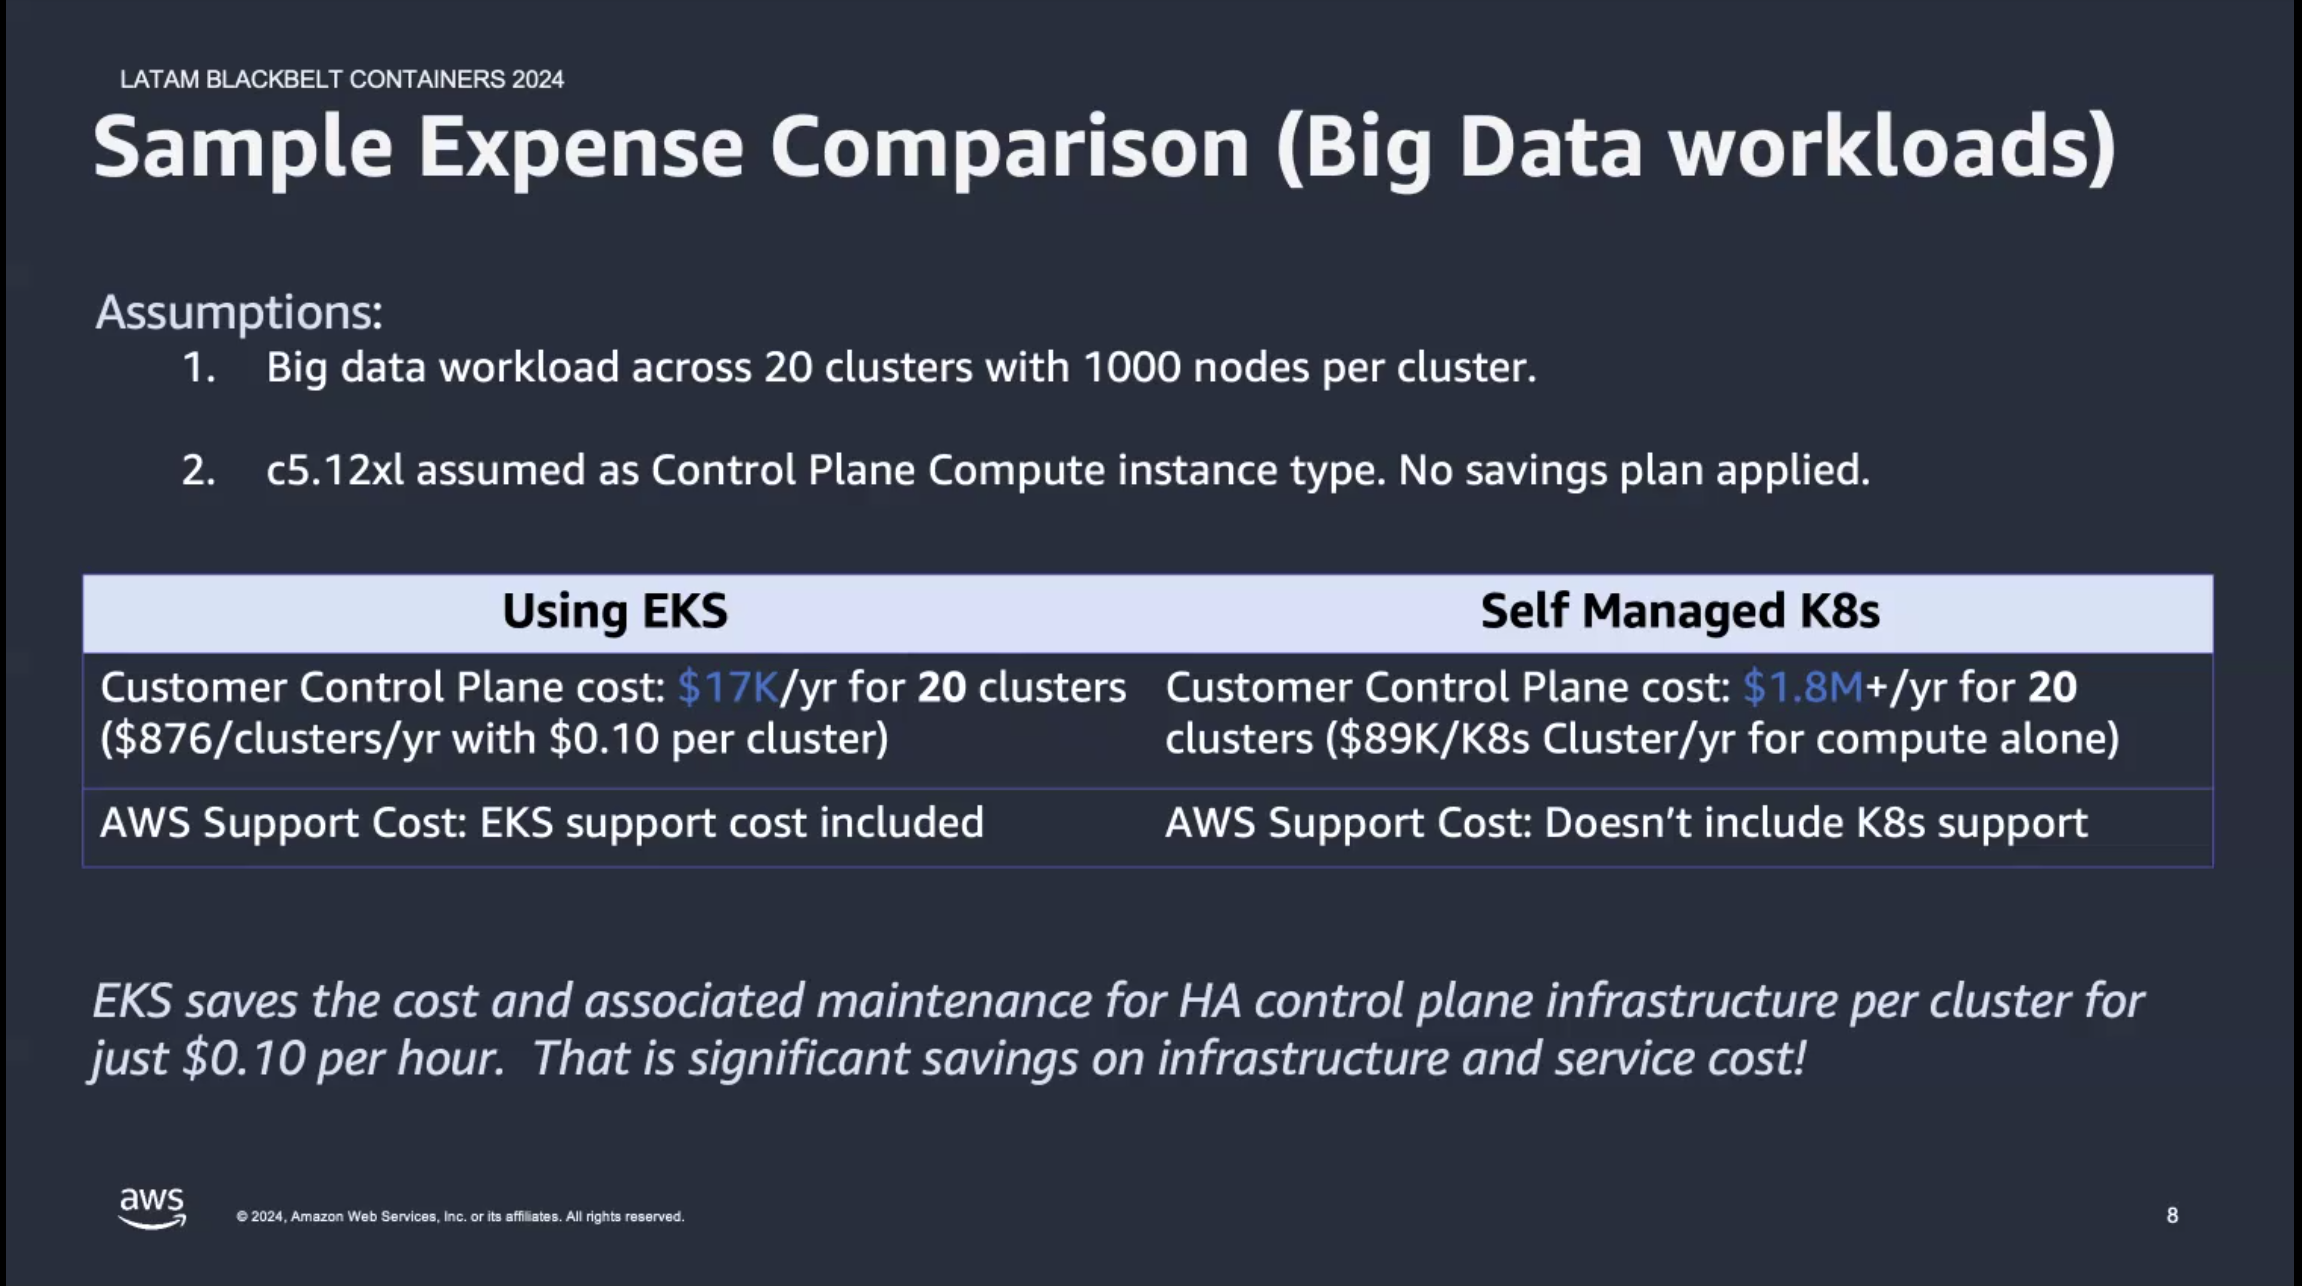 LATAM BLACKBELT CONTAINERS 2024
Sample Expense Comparison (Big Data workloads)
Assumptions:
1. Big data workload across 20 clusters with 1000 nodes per cluster.
2. c5.12xl assumed as Control Plane Compute instance type. No savings plan applied.
Using EKS
Self Managed K8s
Customer Control Plane cost: $17K/yr for 20 clusters
($876/clusters/yr with $0.10 per cluster)
Customer Control Plane cost: $1.8M+/yr for 20
clusters ($89K/K8s Cluster/yr for compute alone)
AWS Support Cost: EKS support cost included
AWS Support Cost: Doesn’t include K8s support
EKS saves the cost and associated maintenance for HA control plane infrastructure per cluster for
just $0.10 per hour. That is significant savings on infrastructure and service cost!
aws
© 2024, Amazon Web Services, Inc. or its affiliates. All rights reserved.
8